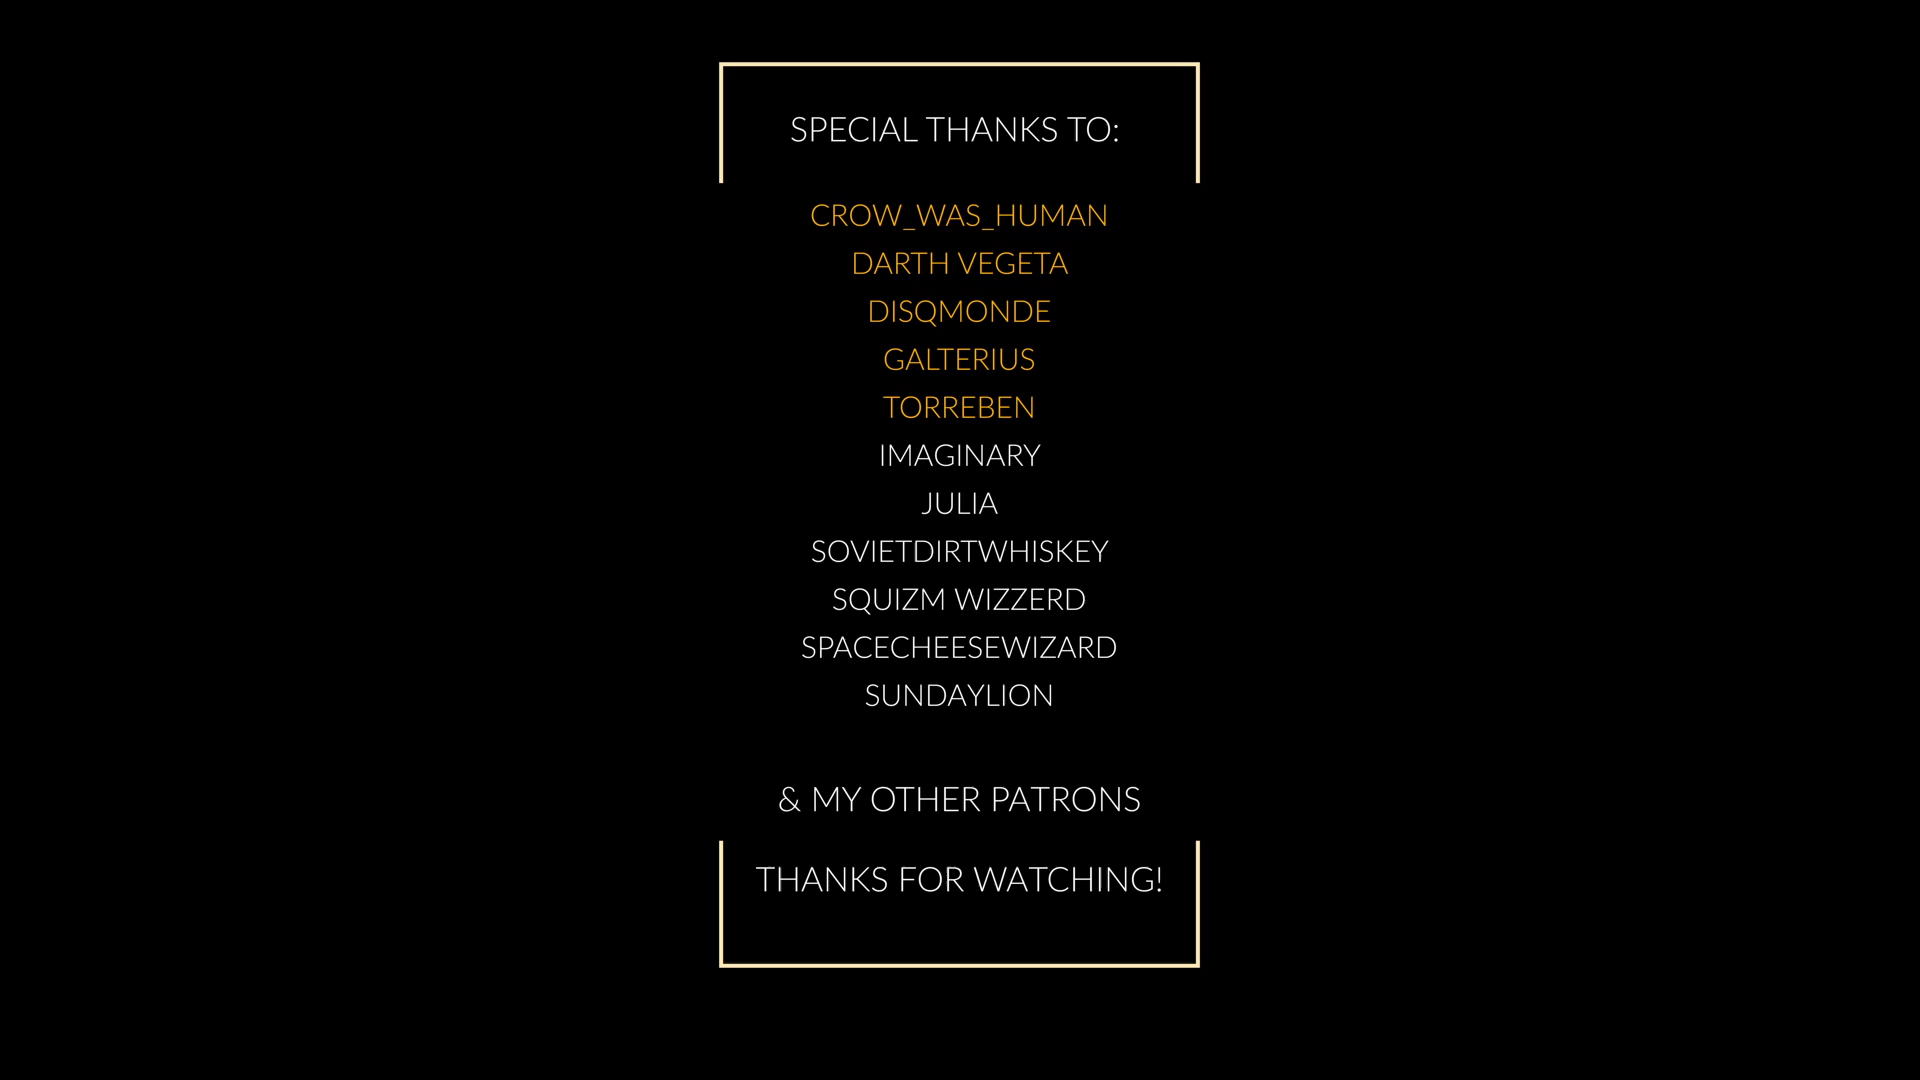 SPECIAL THANKS TO:
CROW_WAS_HUMAN
DARTH VEGETA
DISQMONDE
GALTERIUS
TORREBEN
IMAGINARY
JULIA
SOVIETDIRTWHISKEY
SQUIZM WIZZERD
SPACECHEESEWIZARD
SUNDAYLION
& MY OTHER PATRONS
THANKS FOR WATCHING!